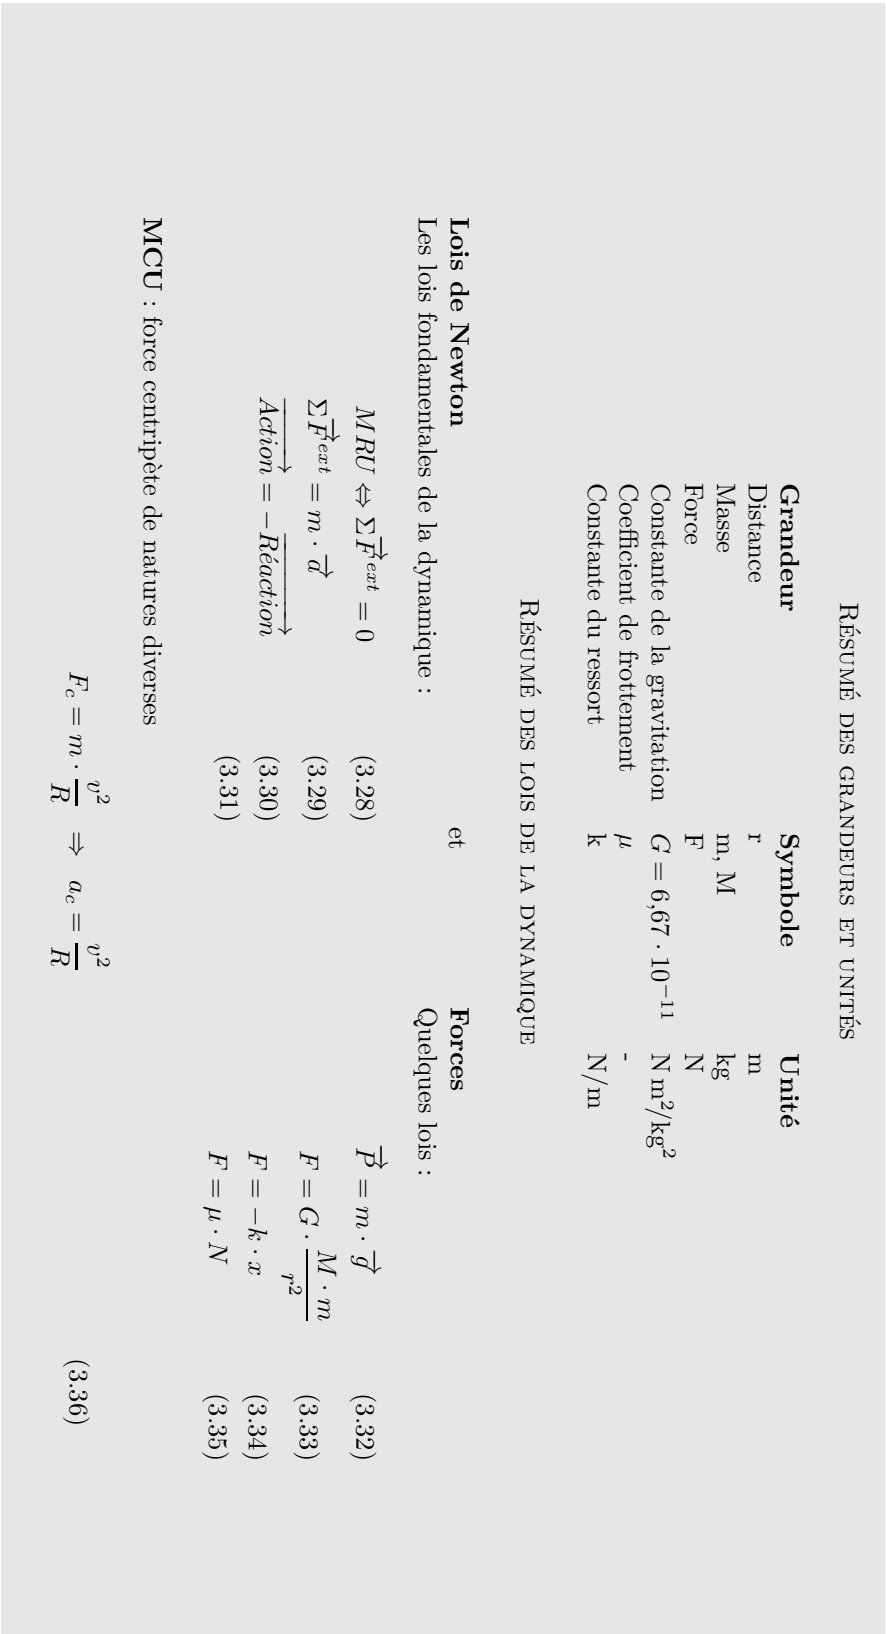 RÉSUMÉ DES GRANDEURS ET UNITÉS
Grandeur Symbole Unité
Distance r m
Masse m, M kg
Force F N
Constante de la gravitation G = 6,67 · 10⁻¹¹ N m²/kg²
Coefficient de frottement μ -
Constante du ressort k N/m
RÉSUMÉ DES LOIS DE LA DYNAMIQUE
Lois de Newton et Forces
Les lois fondamentales de la dynamique : Quelques lois :
MRU ⇔ Σ F⃗ᵉˣᵗ = 0 (3.28) P⃗ = m · g⃗ (3.32)
Σ F⃗ᵉˣᵗ = m · a⃗ (3.29) F = G · (M · m)/r² (3.33)
Action⃗ = −Réaction⃗ (3.30) F = −k · x (3.34)
(3.31) F = μ · N (3.35)
MCU : force centripète de natures diverses
F_c = m · v²/R ⇒ a_c = v²/R (3.36)